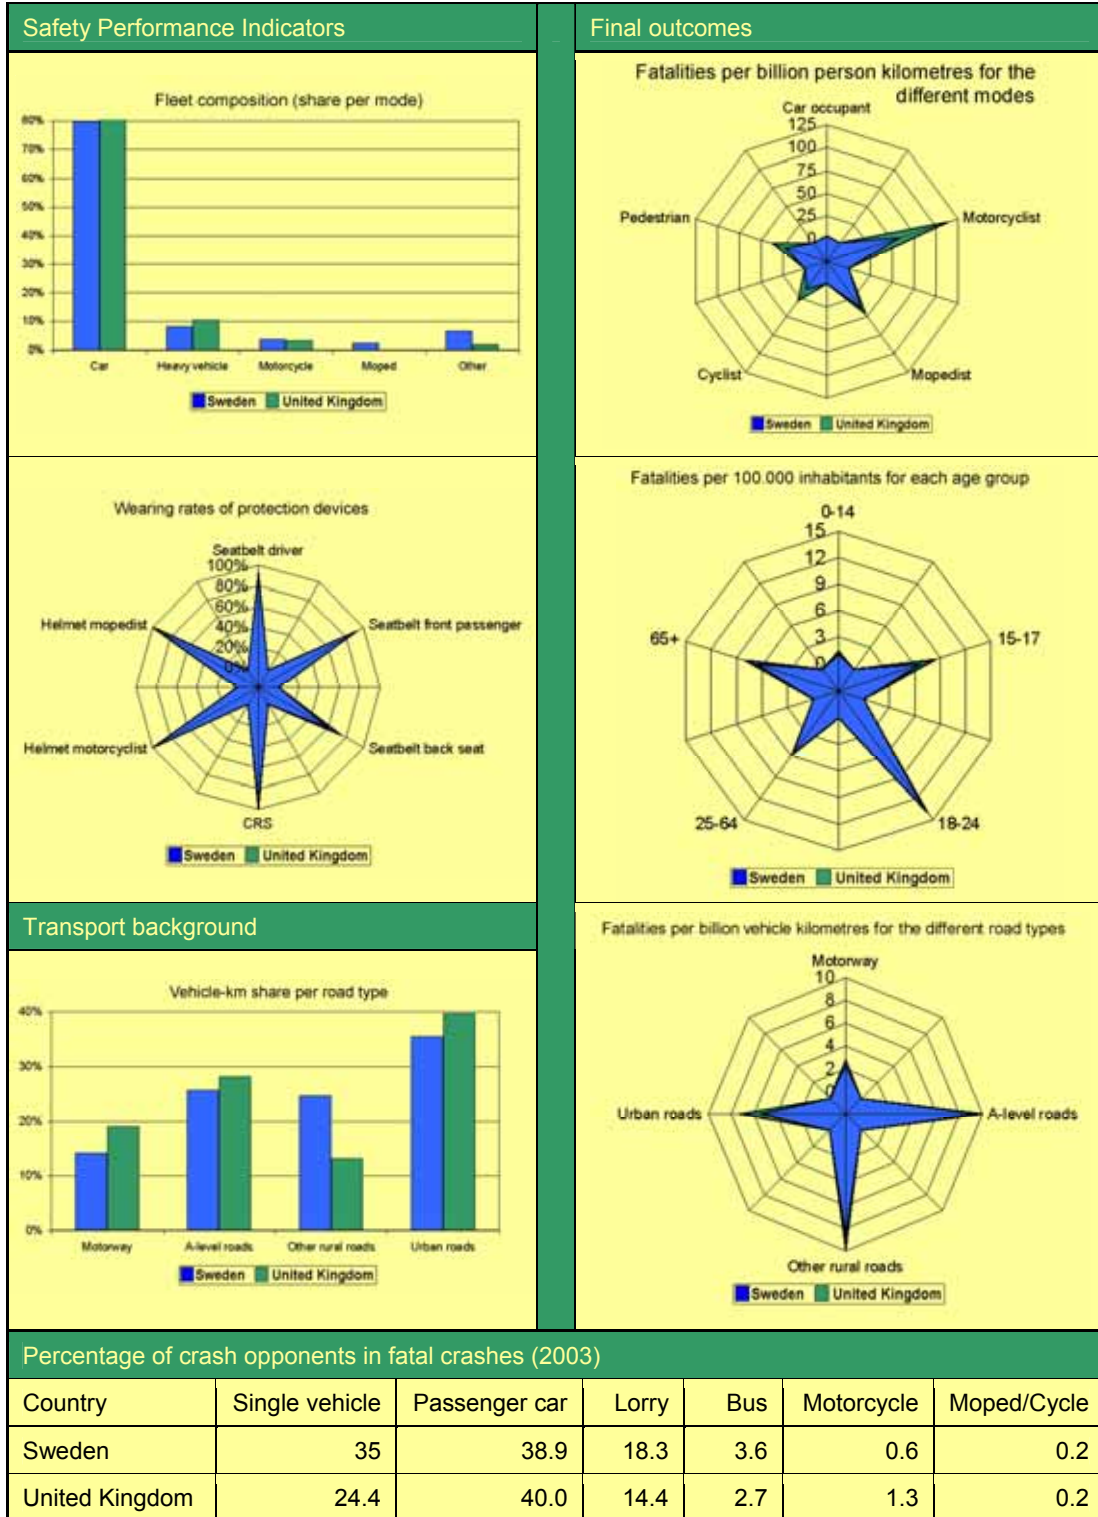 Safety Performance Indicators
Fleet composition (share per mode)
80%
70%
60%
50%
40%
30%
20%
10%
0%
Car Heavy vehicle Motorcycle Moped Other
Sweden United Kingdom
Wearing rates of protection devices
Seatbelt driver
100%
80%
60%
40%
20%
0%
Helmet mopedist
Seatbelt front passenger
Helmet motorcyclist
Seatbelt back seat
CRS
Sweden United Kingdom
Transport background
Vehicle-km share per road type
40%
30%
20%
10%
0%
Motorway A-level roads Other rural roads Urban roads
Sweden United Kingdom
Final outcomes
Fatalities per billion person kilometres for the
different modes
Car occupant
125
100
75
50
25
0
Pedestrian
Motorcyclist
Cyclist
Mopedist
Sweden United Kingdom
Fatalities per 100.000 inhabitants for each age group
0-14
15
12
9
6
3
0
65+
15-17
25-64
18-24
Sweden United Kingdom
Fatalities per billion vehicle kilometres for the different road types
Motorway
10
8
6
4
2
0
Urban roads
A-level roads
Other rural roads
Sweden United Kingdom
Percentage of crash opponents in fatal crashes (2003)
Country Single vehicle Passenger car Lorry Bus Motorcycle Moped/Cycle
Sweden 35 38.9 18.3 3.6 0.6 0.2
United Kingdom 24.4 40.0 14.4 2.7 1.3 0.2